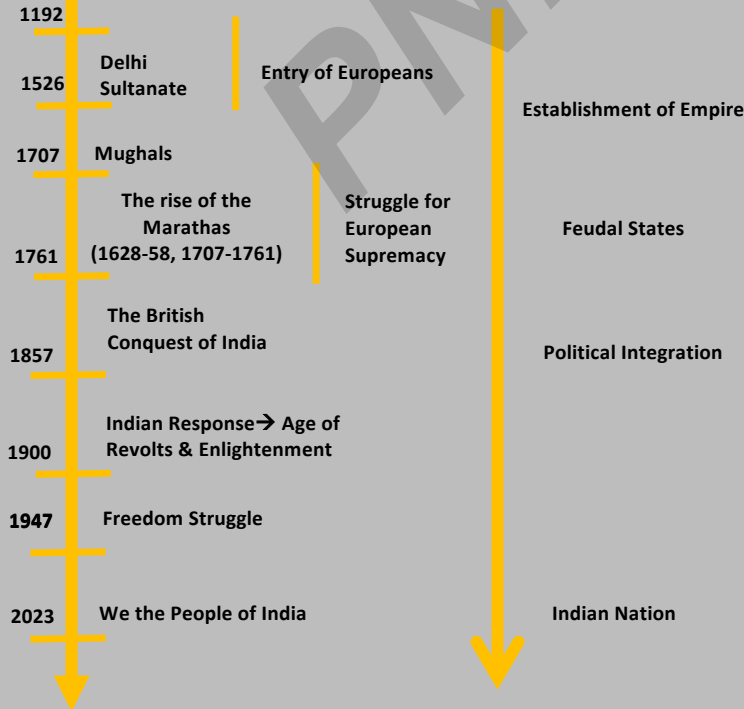 1192
Delhi
Sultanate
Entry of Europeans
1526
Establishment of Empire
1707
Mughals
The rise of the
Marathas
(1628-58, 1707-1761)
Struggle for
European
Supremacy
Feudal States
1761
The British
Conquest of India
Political Integration
1857
Indian Response→ Age of
Revolts & Enlightenment
1900
1947
Freedom Struggle
2023
We the People of India
Indian Nation